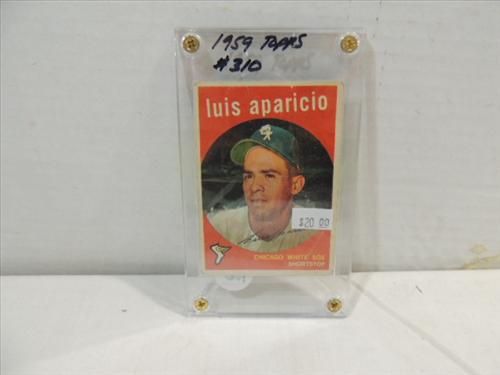 1959 TOPPS
#310
luis aparicio
$20.00
CHICAGO WHITE SOX
SHORTSTOP